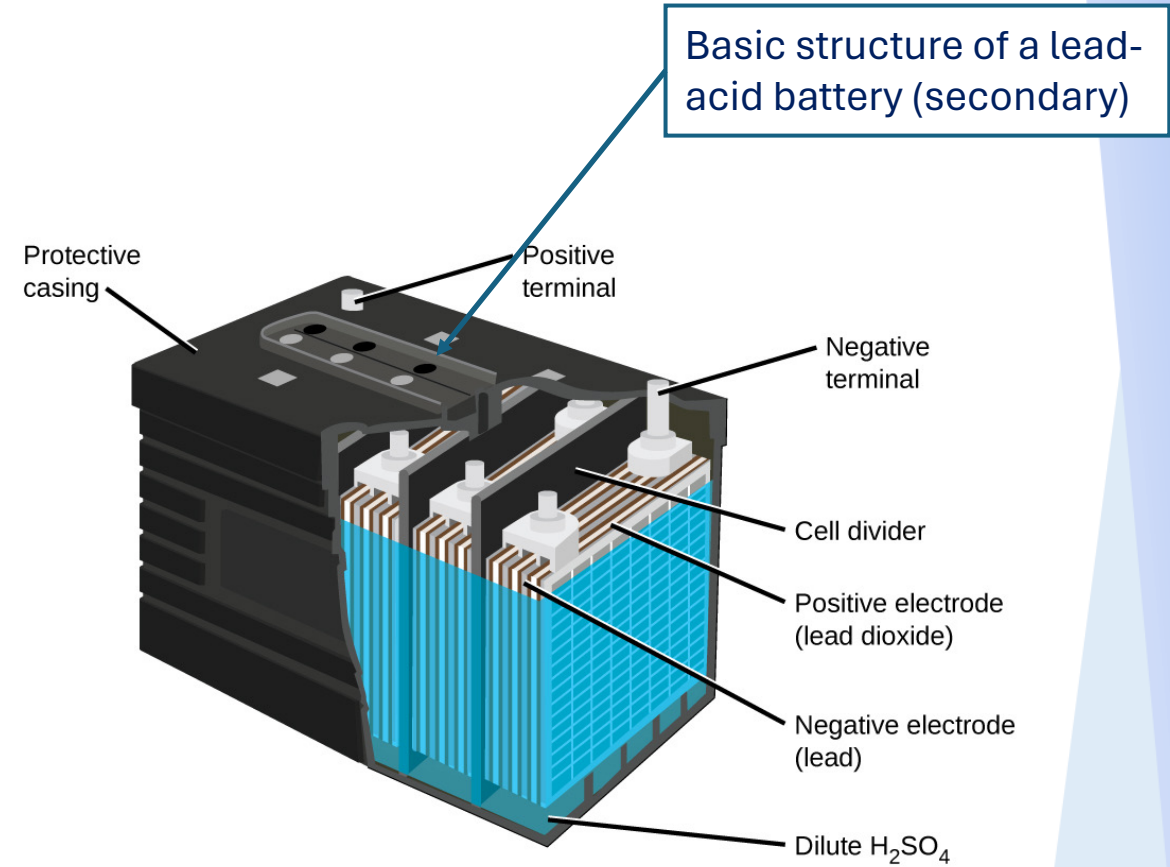 Basic structure of a lead-
acid battery (secondary)
Protective
casing
Positive
terminal
Negative
terminal
Cell divider
Positive electrode
(lead dioxide)
Negative electrode
(lead)
Dilute H₂SO₄